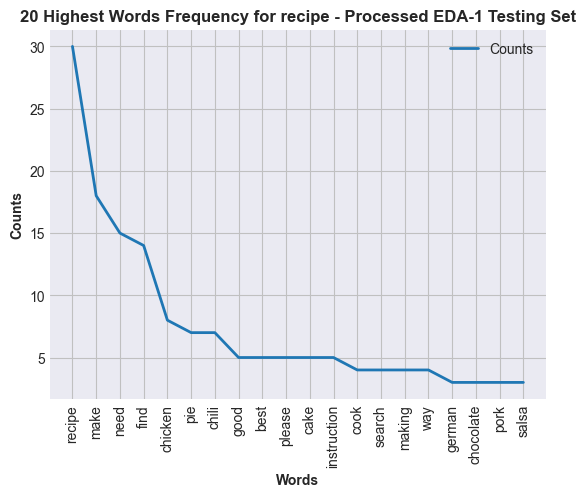 20 Highest Words Frequency for recipe - Processed EDA-1 Testing Set
Counts
30
25
20
15
10
5
Counts
recipe
make
need
find
chicken
pie
chili
good
best
please
cake
instruction
cook
search
making
way
german
chocolate
pork
salsa
Words